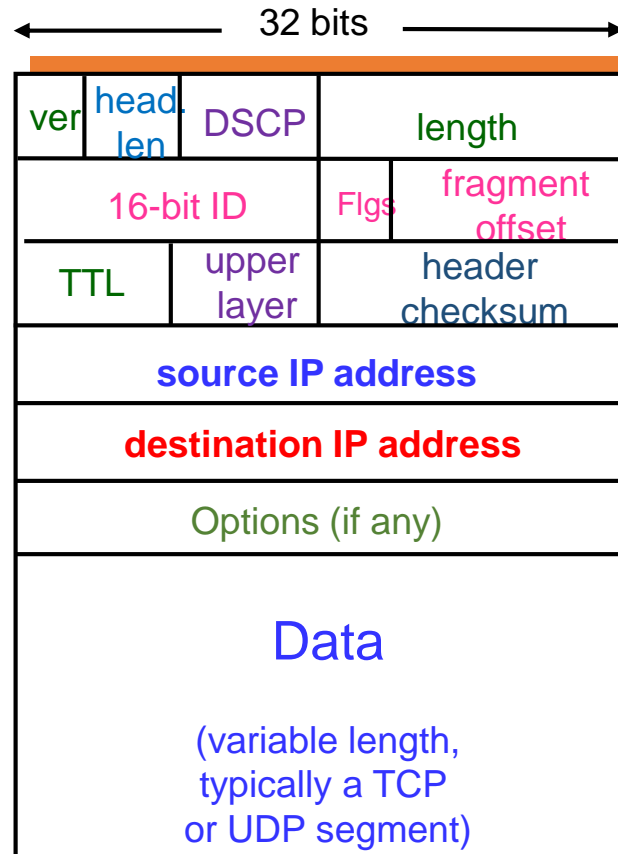 32 bits
ver
head.
len
DSCP
length
16-bit ID
Flgs
fragment
offset
TTL
upper
layer
header
checksum
source IP address
destination IP address
Options (if any)
Data
(variable length,
typically a TCP
or UDP segment)